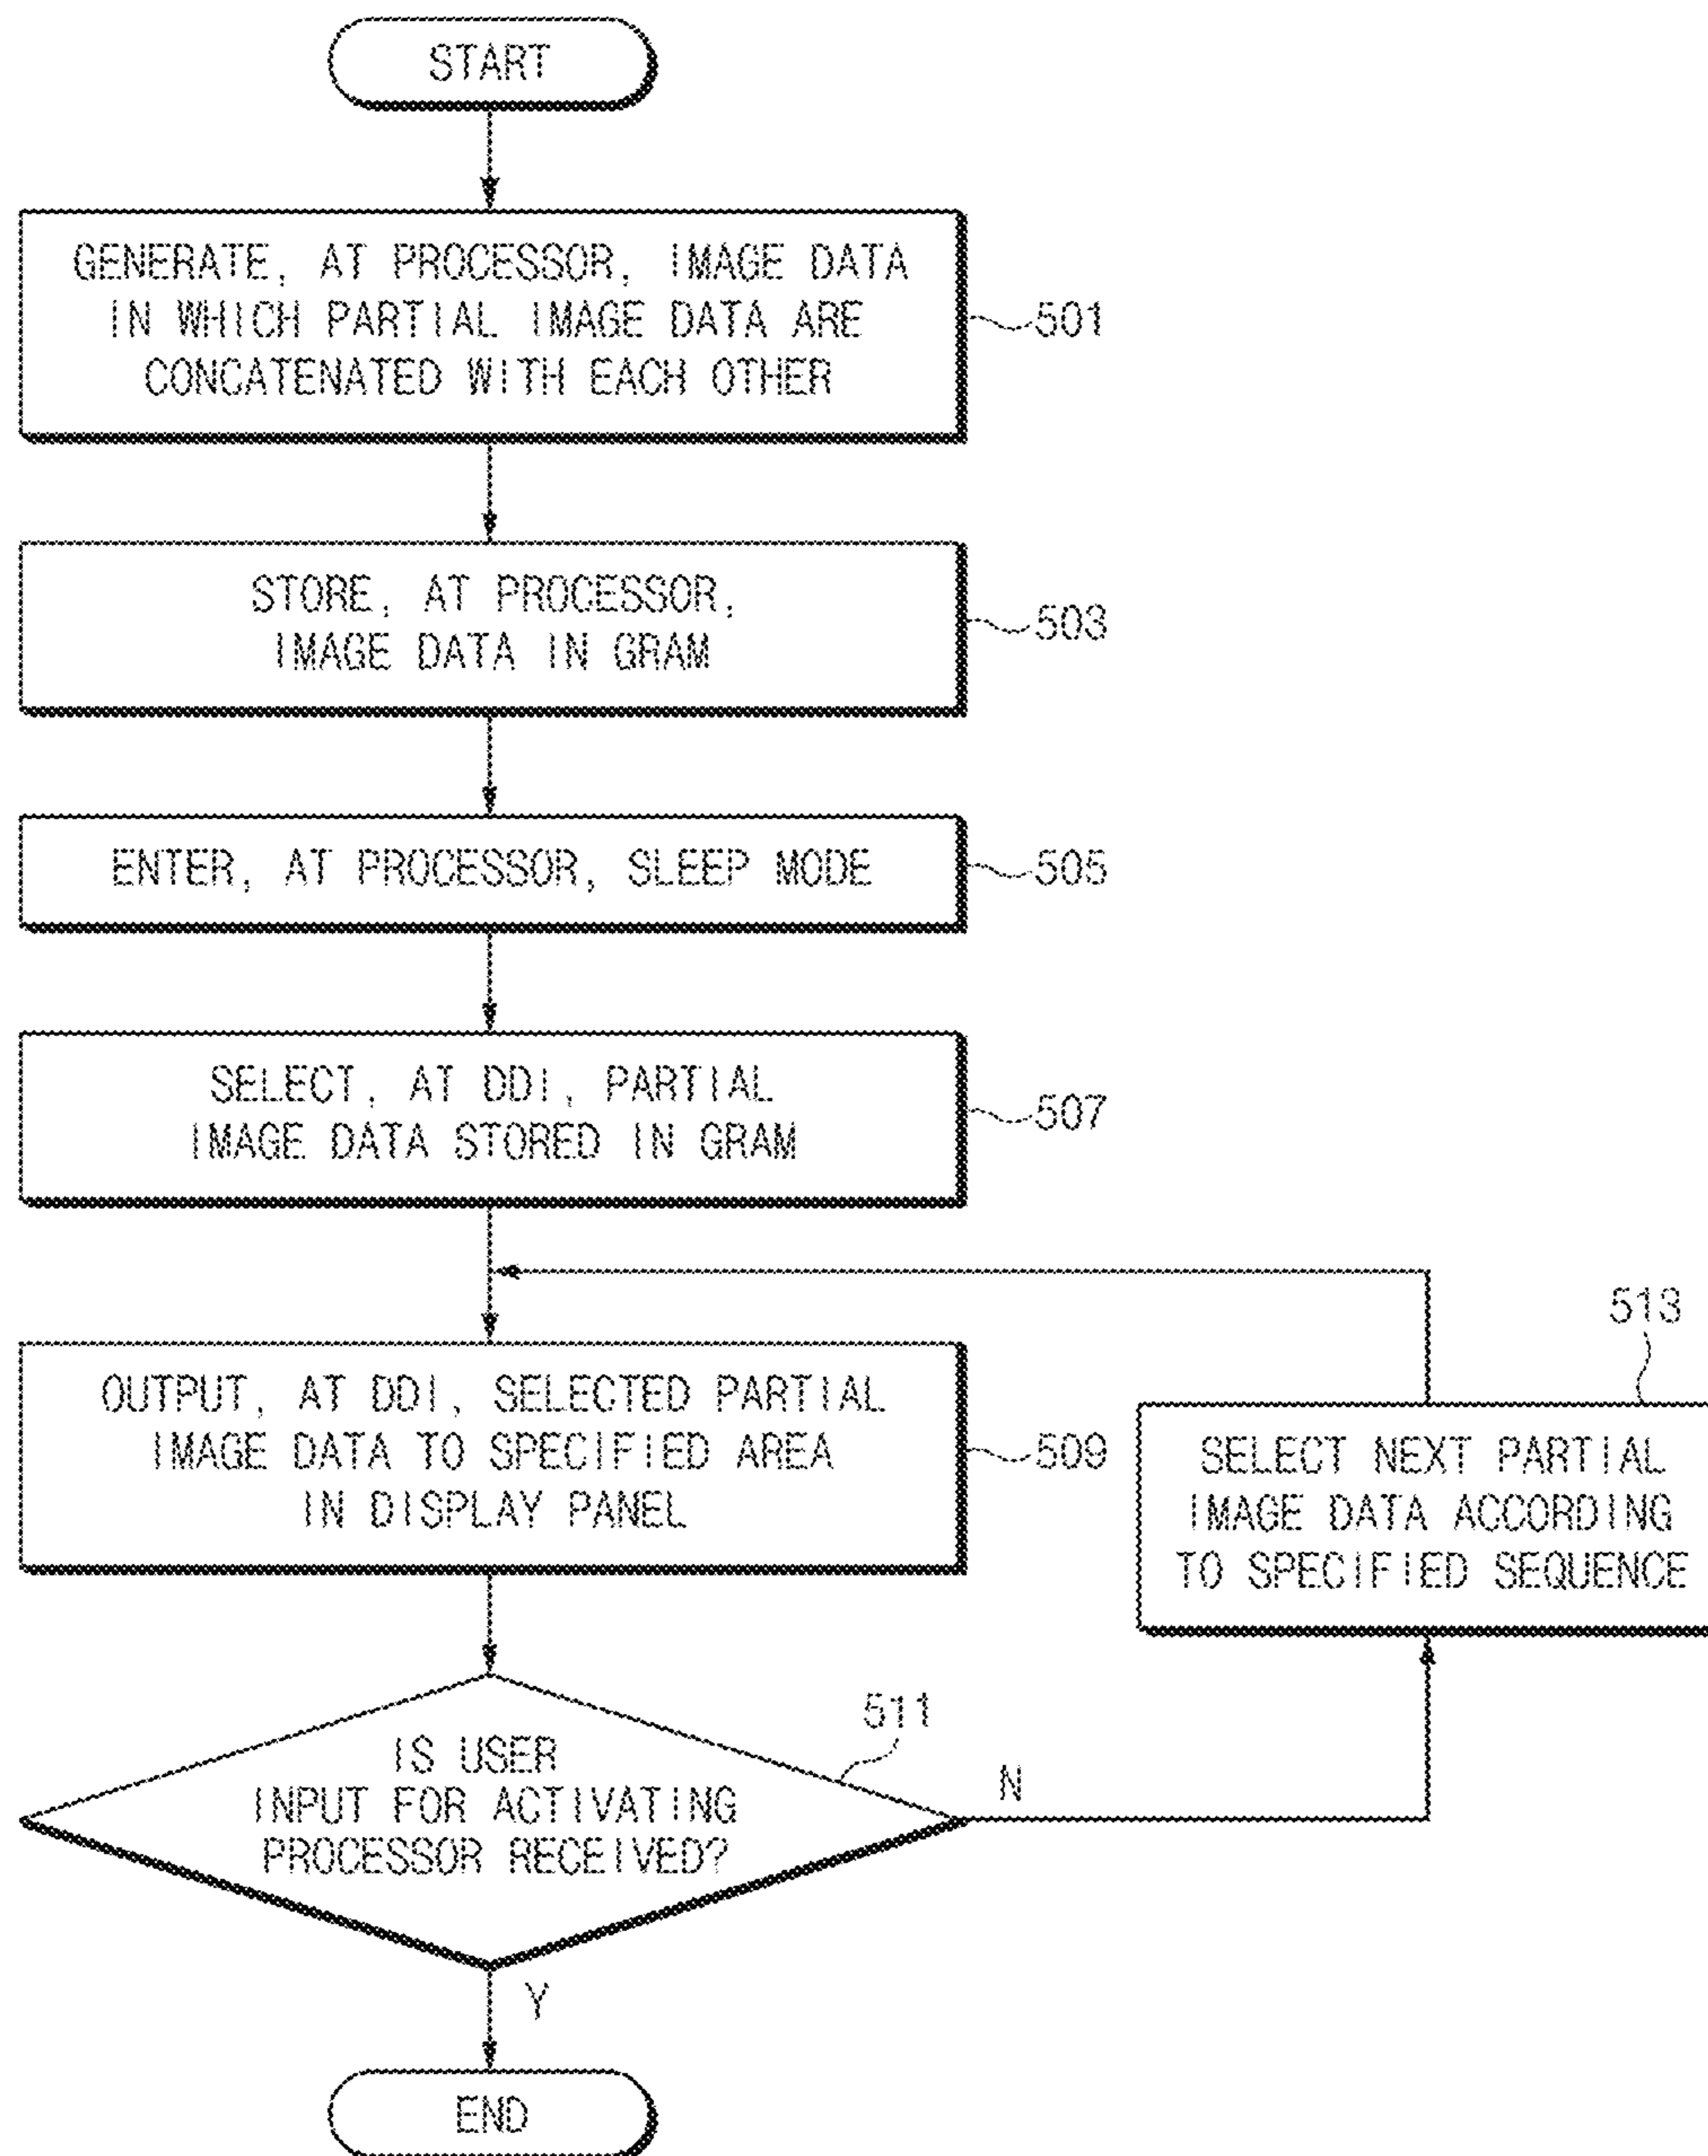 START
GENERATE, AT PROCESSOR, IMAGE DATA
IN WHICH PARTIAL IMAGE DATA ARE
CONCATENATED WITH EACH OTHER
501
STORE, AT PROCESSOR,
IMAGE DATA IN GRAM
503
ENTER, AT PROCESSOR, SLEEP MODE
505
SELECT, AT DDI, PARTIAL
IMAGE DATA STORED IN GRAM
507
OUTPUT, AT DDI, SELECTED PARTIAL
IMAGE DATA TO SPECIFIED AREA
IN DISPLAY PANEL
509
513
SELECT NEXT PARTIAL
IMAGE DATA ACCORDING
TO SPECIFIED SEQUENCE
511
IS USER
INPUT FOR ACTIVATING
PROCESSOR RECEIVED?
N
Y
END